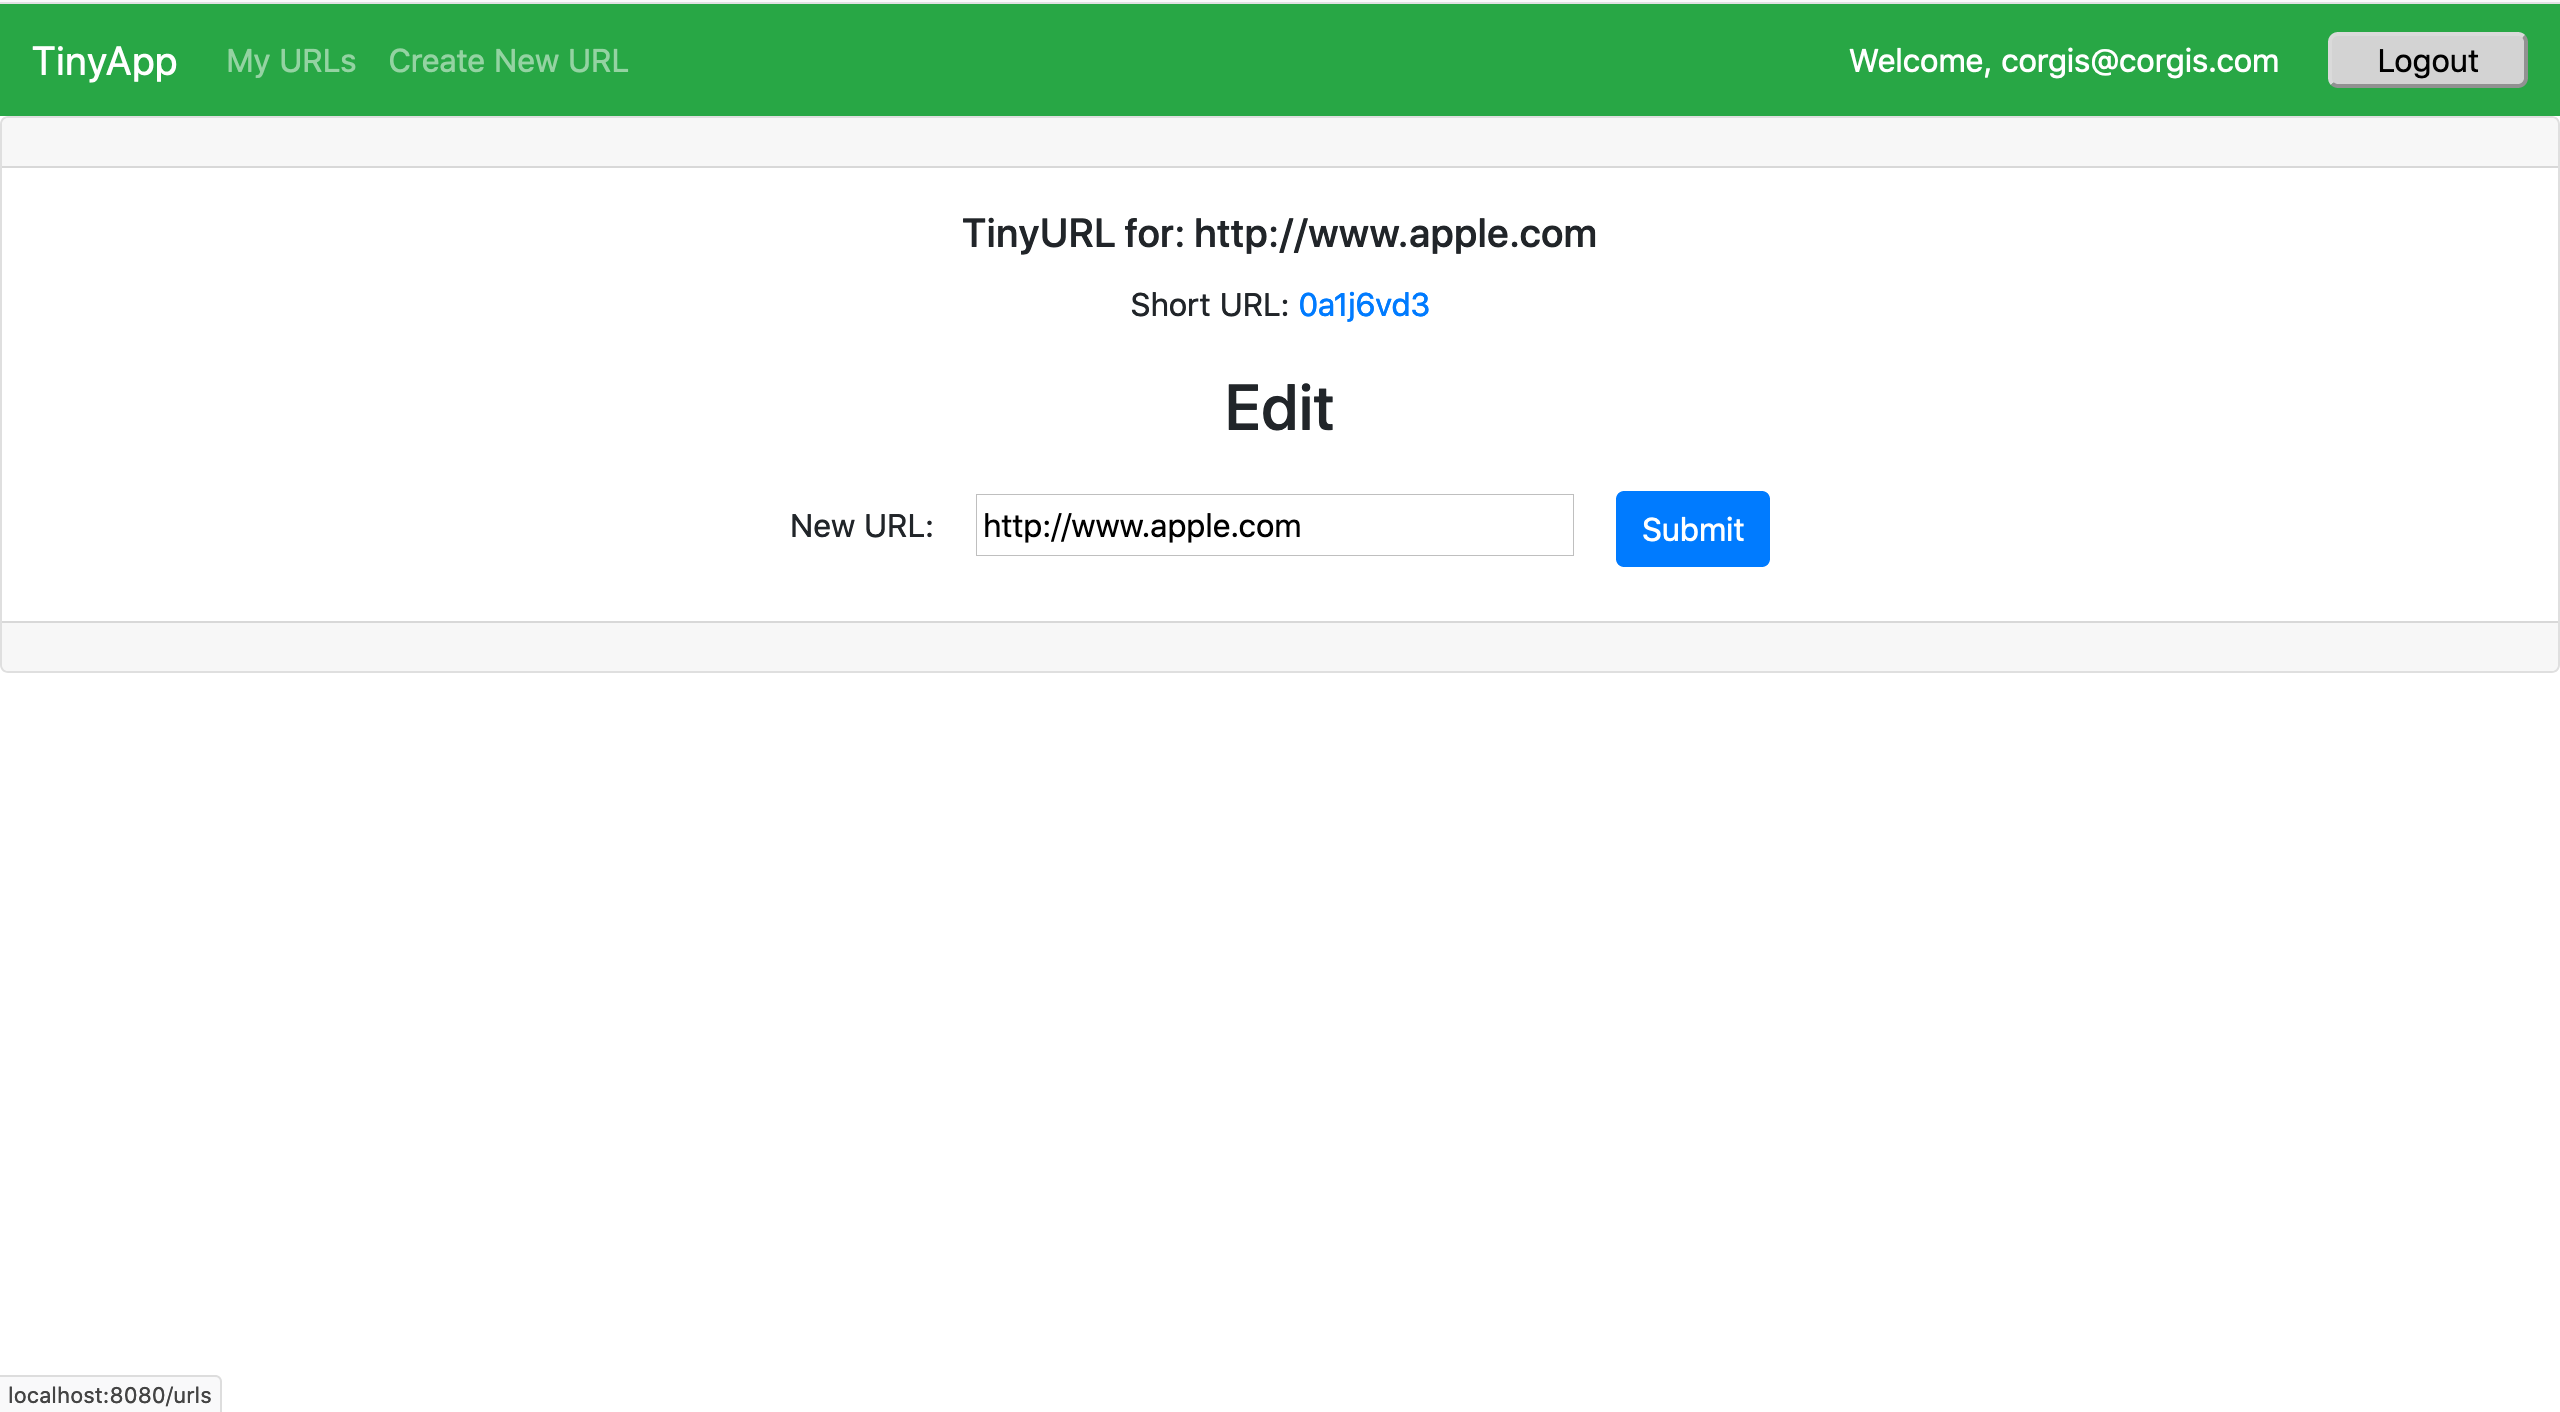 TinyApp My URLs Create New URL Welcome, corgis@corgis.com Logout
TinyURL for: http://www.apple.com
Short URL: 0a1j6vd3
Edit
New URL: http://www.apple.com Submit
localhost:8080/urls